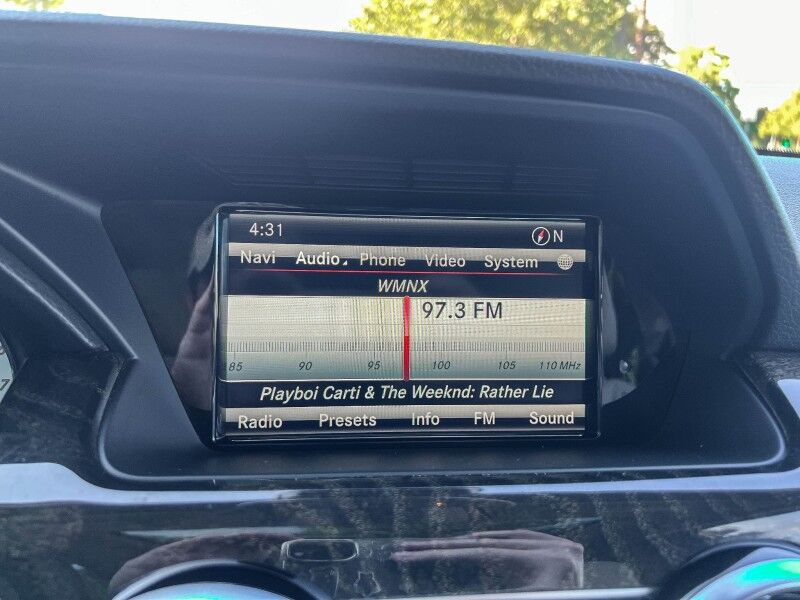 4:31 N
Navi Audio Phone Video System
WMNX
97.3 FM
85 90 95 100 105 110 MHz
Playboi Carti & The Weeknd: Rather Lie
Radio Presets Info FM Sound
7